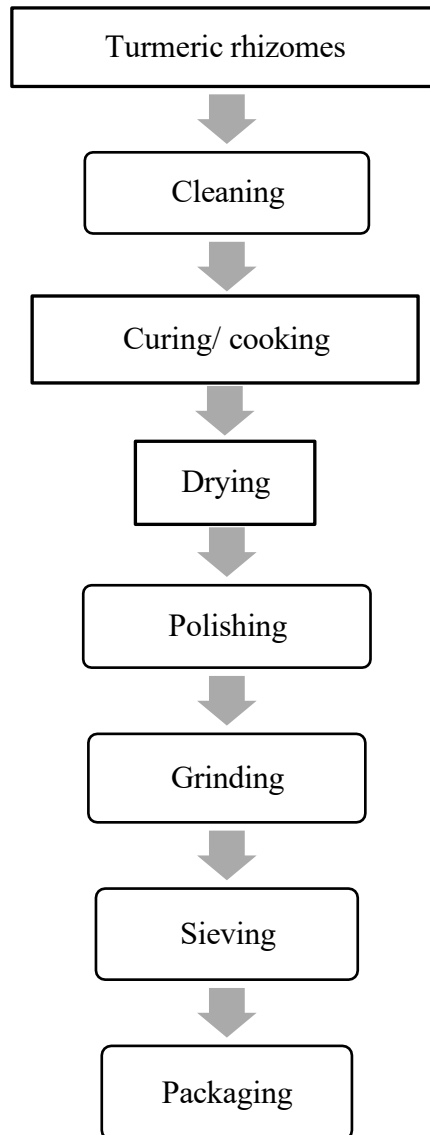 Turmeric rhizomes
Cleaning
Curing/ cooking
Drying
Polishing
Grinding
Sieving
Packaging